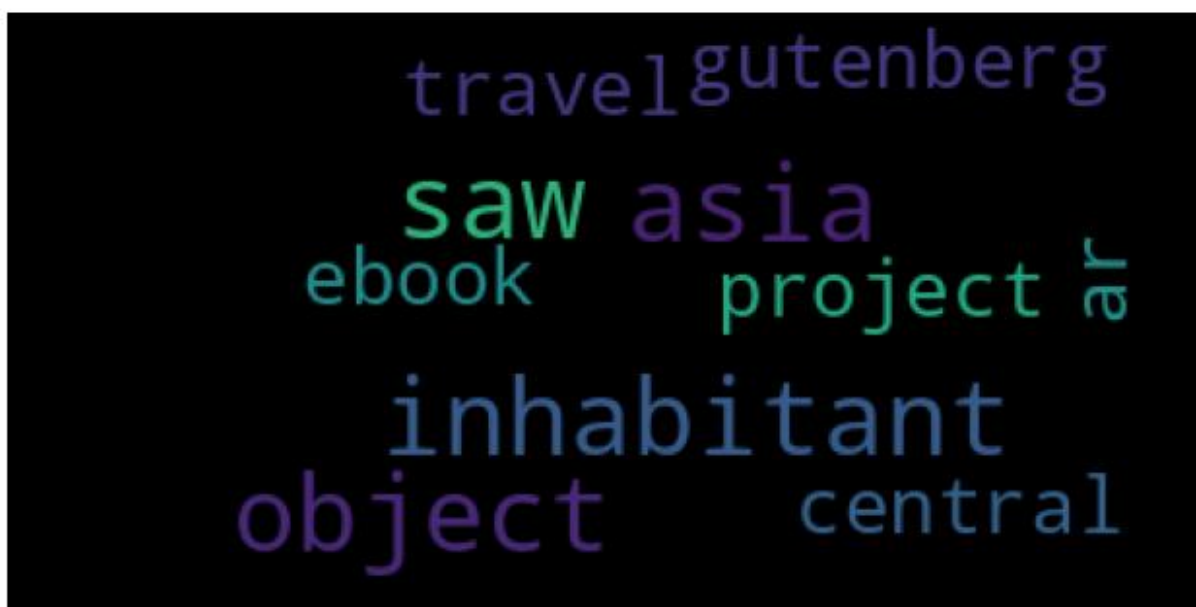 travel gutenberg
saw asia
ebook project ar
inhabitant
object central